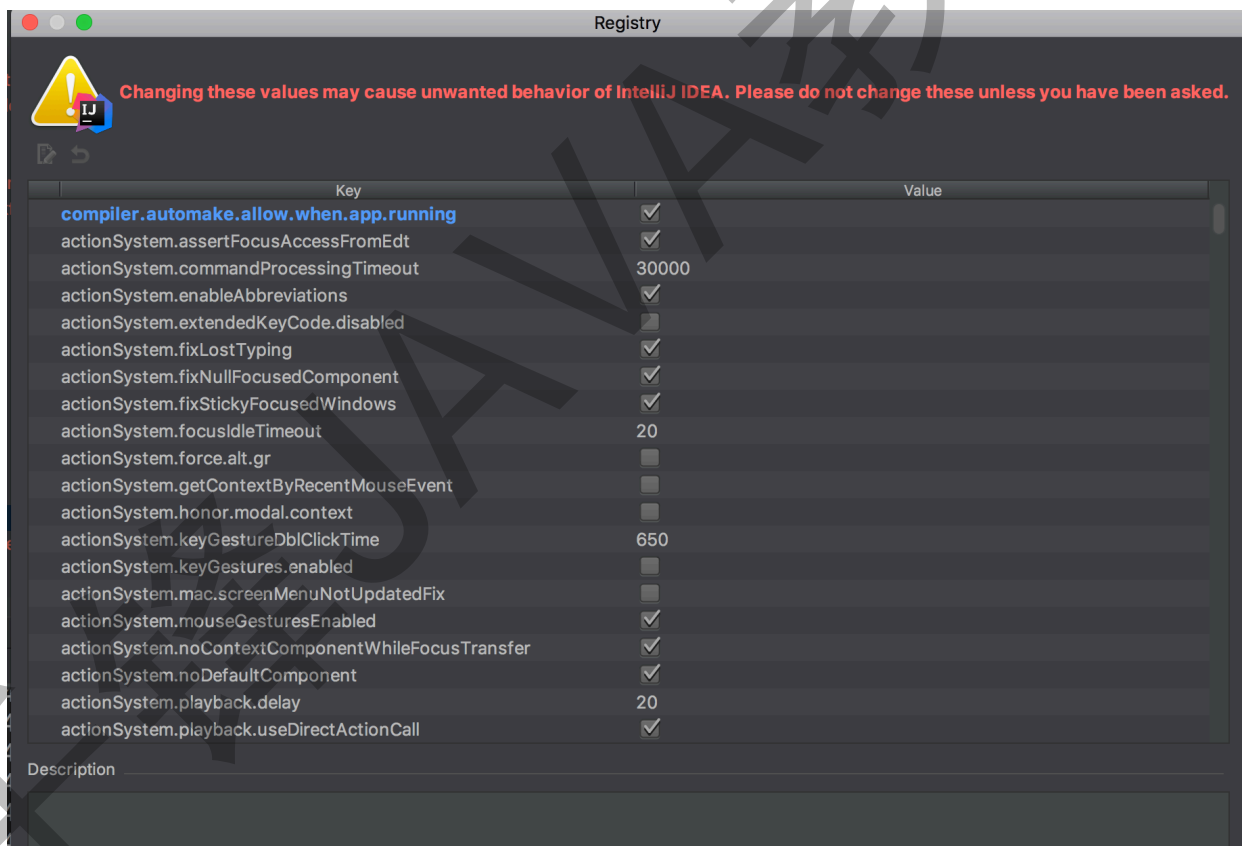 Registry
Changing these values may cause unwanted behavior of IntelliJ IDEA. Please do not change these unless you have been asked.
IJ
Key Value
compiler.automake.allow.when.app.running
actionSystem.assertFocusAccessFromEdt
actionSystem.commandProcessingTimeout 30000
actionSystem.enableAbbreviations
actionSystem.extendedKeyCode.disabled
actionSystem.fixLostTyping
actionSystem.fixNullFocusedComponent
actionSystem.fixStickyFocusedWindows
actionSystem.focusIdleTimeout 20
actionSystem.force.alt.gr
actionSystem.getContextByRecentMouseEvent
actionSystem.honor.modal.context
actionSystem.keyGestureDblClickTime 650
actionSystem.keyGestures.enabled
actionSystem.mac.screenMenuNotUpdatedFix
actionSystem.mouseGesturesEnabled
actionSystem.noContextComponentWhileFocusTransfer
actionSystem.noDefaultComponent
actionSystem.playback.delay 20
actionSystem.playback.useDirectActionCall
Description
JAVA